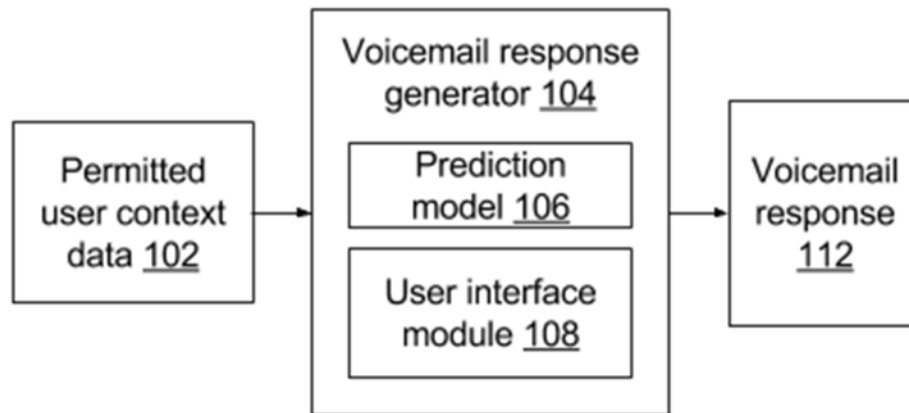 Permitted
user context
data 102
Voicemail response
generator 104
Prediction
model 106
User interface
module 108
Voicemail
response
112